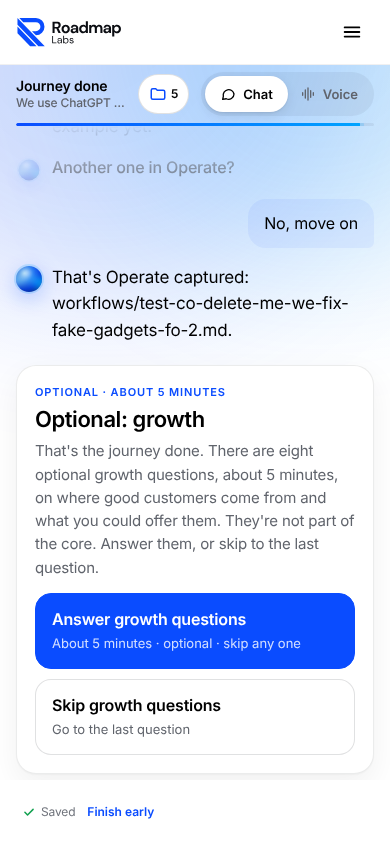 Roadmap
Labs
Journey done
We use ChatGPT ...
5
Chat
Voice
example yet.
Another one in Operate?
No, move on
That's Operate captured:
workflows/test-co-delete-me-we-fix-
fake-gadgets-fo-2.md.
OPTIONAL · ABOUT 5 MINUTES
Optional: growth
That's the journey done. There are eight
optional growth questions, about 5 minutes,
on where good customers come from and
what you could offer them. They're not part of
the core. Answer them, or skip to the last
question.
Answer growth questions
About 5 minutes · optional · skip any one
Skip growth questions
Go to the last question
Saved
Finish early